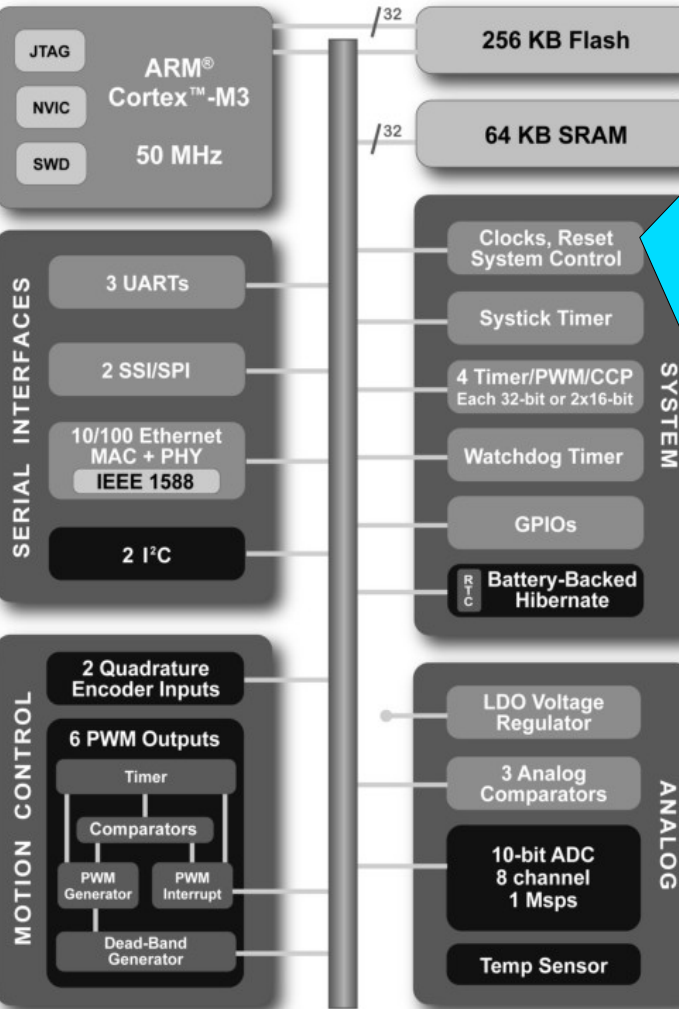 JTAG
NVIC
SWD
ARM®
Cortex™-M3
50 MHz
32
256 KB Flash
32
64 KB SRAM
SERIAL INTERFACES
3 UARTs
2 SSI/SPI
10/100 Ethernet
MAC + PHY
IEEE 1588
2 I²C
SYSTEM
Clocks, Reset
System Control
Systick Timer
4 Timer/PWM/CCP
Each 32-bit or 2x16-bit
Watchdog Timer
GPIOs
RTC
Battery-Backed
Hibernate
MOTION CONTROL
2 Quadrature
Encoder Inputs
6 PWM Outputs
Timer
Comparators
PWM
Generator
PWM
Interrupt
Dead-Band
Generator
ANALOG
LDO Voltage
Regulator
3 Analog
Comparators
10-bit ADC
8 channel
1 Msps
Temp Sensor